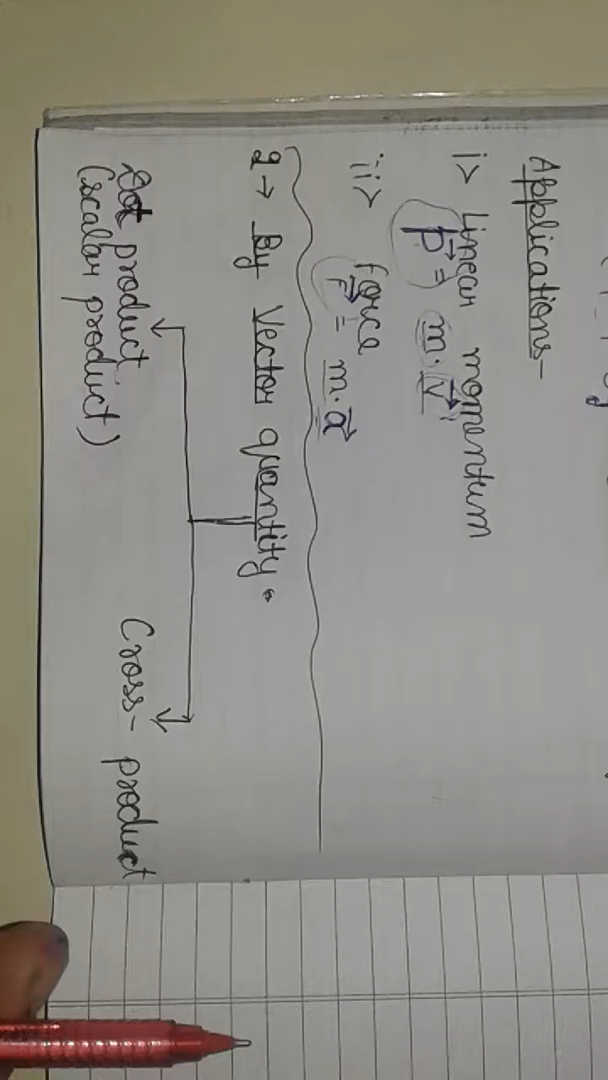 Applications-
i> Linear momentum
p⃗ = m.v⃗
ii> force
F⃗ = m.a⃗
2→ By Vector quantity.
Dot product
(scalar product)
Cross- product